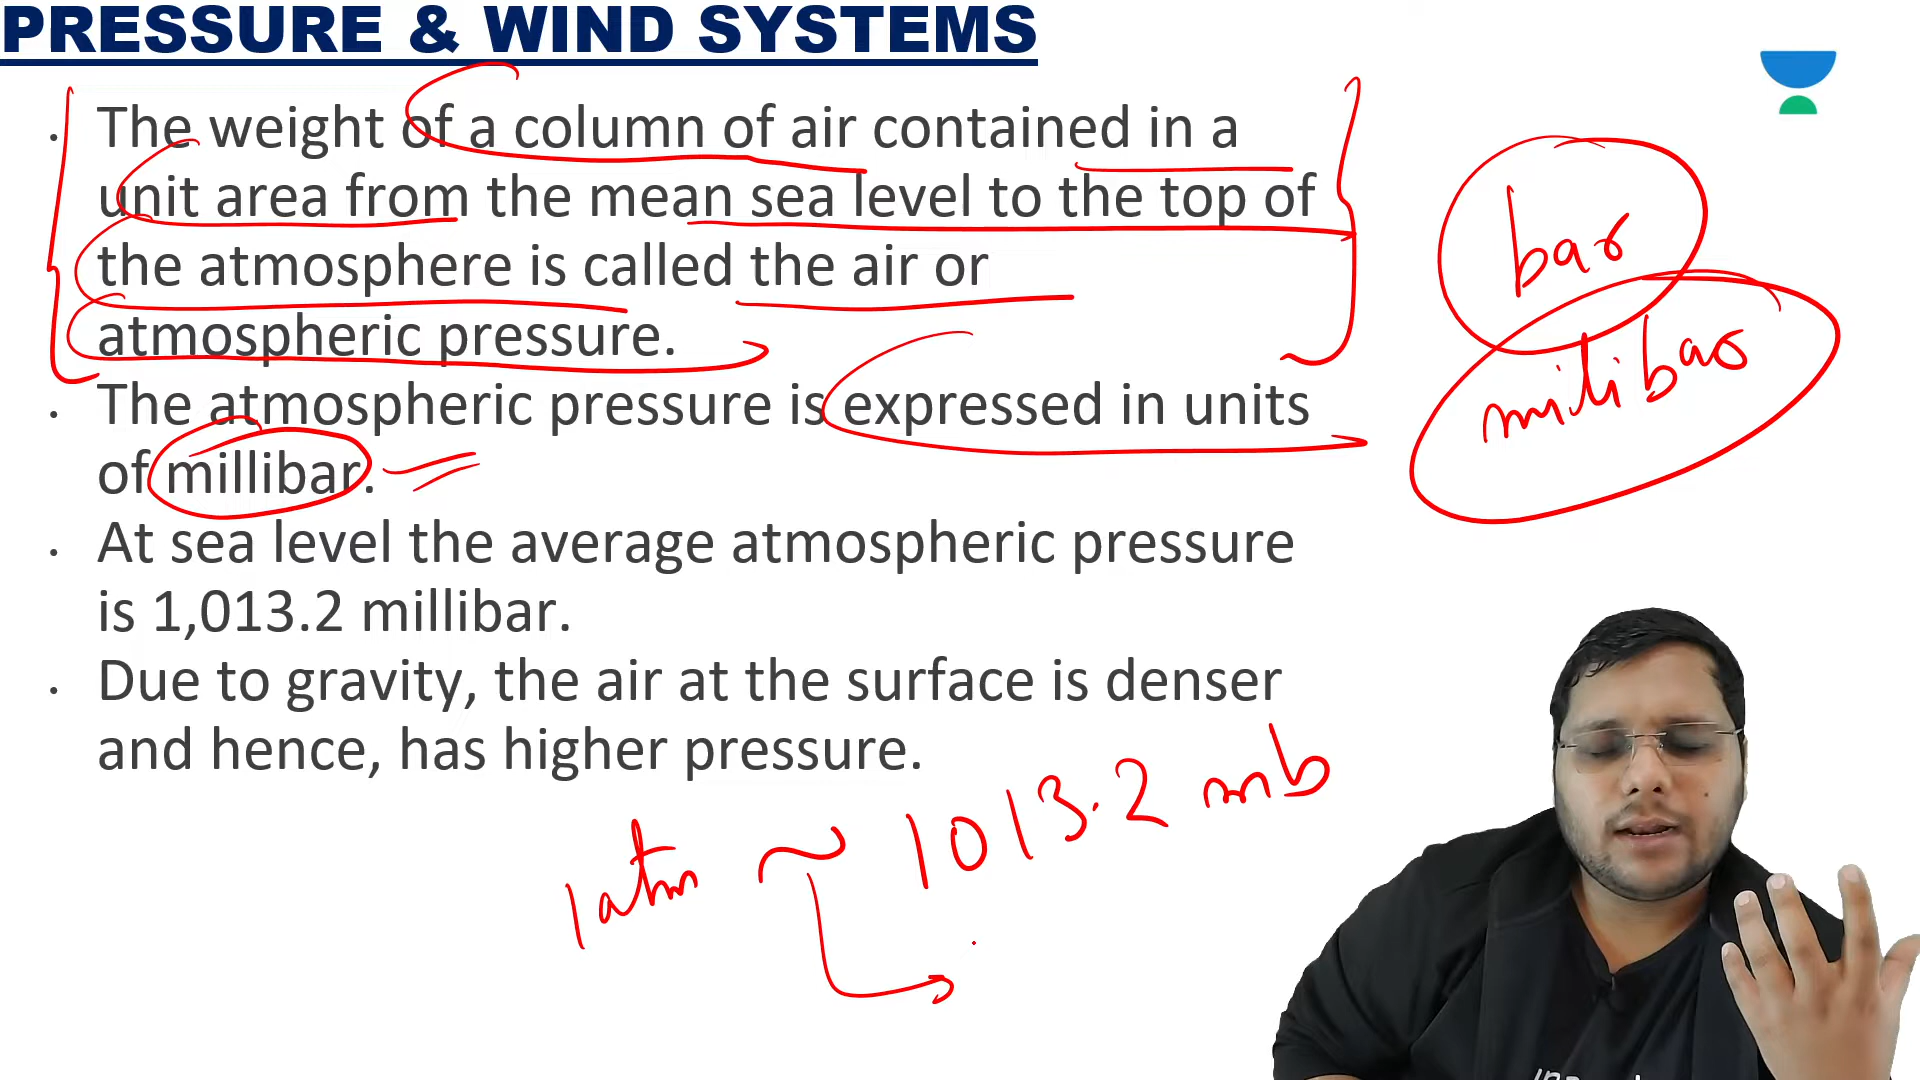 PRESSURE & WIND SYSTEMS
• The weight of a column of air contained in a
unit area from the mean sea level to the top of
the atmosphere is called the air or
atmospheric pressure.
• The atmospheric pressure is expressed in units
of millibar.
• At sea level the average atmospheric pressure
is 1,013.2 millibar.
• Due to gravity, the air at the surface is denser
and hence, has higher pressure.
bar
milibar
1atm ~ 1013.2 mb